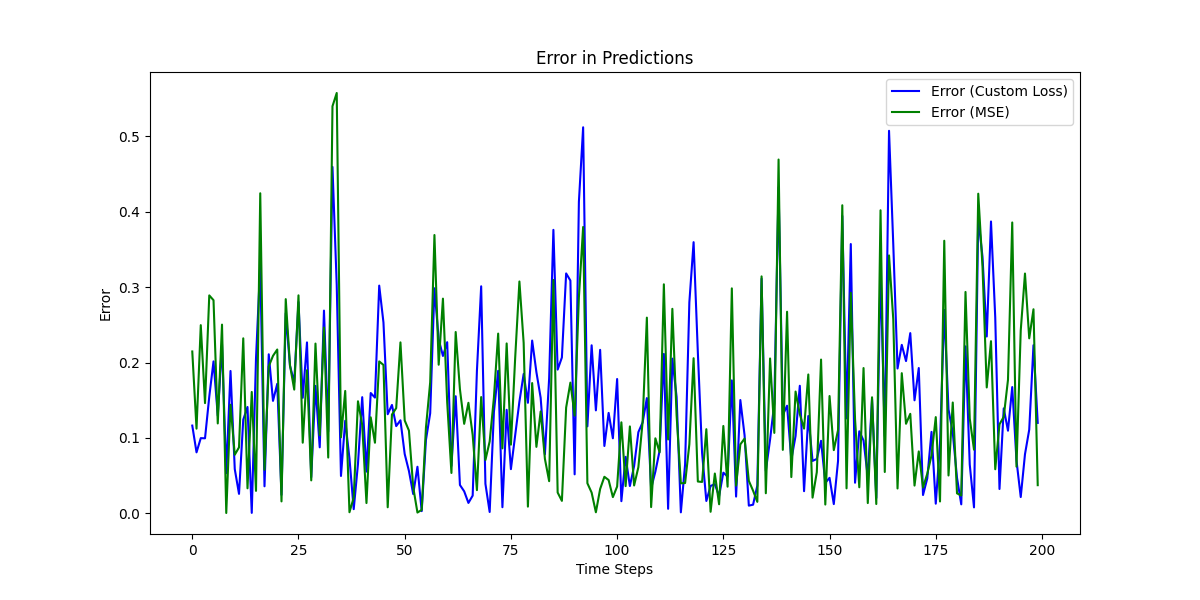 Error in Predictions
Error (Custom Loss)
Error (MSE)
Error
0.5
0.4
0.3
0.2
0.1
0.0
0 25 50 75 100 125 150 175 200
Time Steps